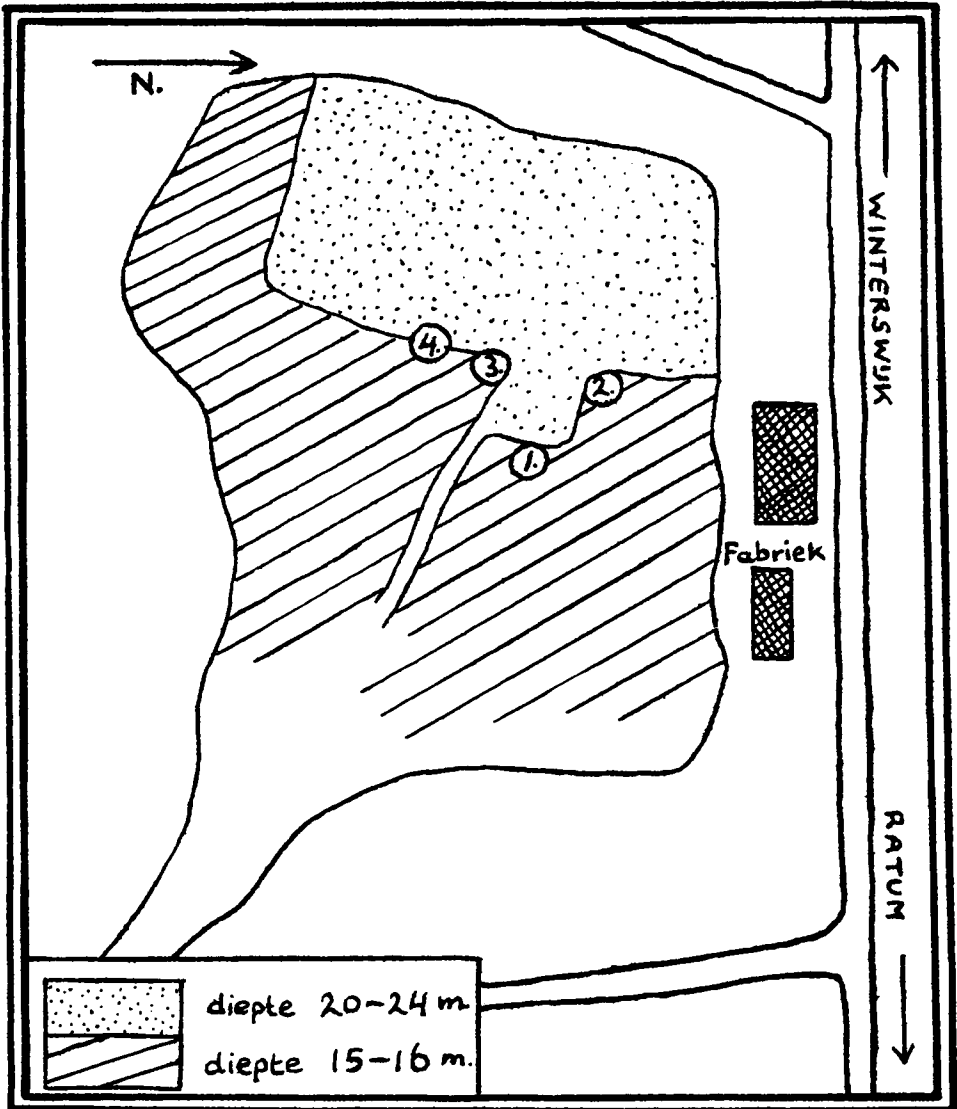 N.
WINTERSWIJK
4.
3.
2.
1.
Fabriek
RATUM
diepte 20-24 m.
diepte 15-16 m.